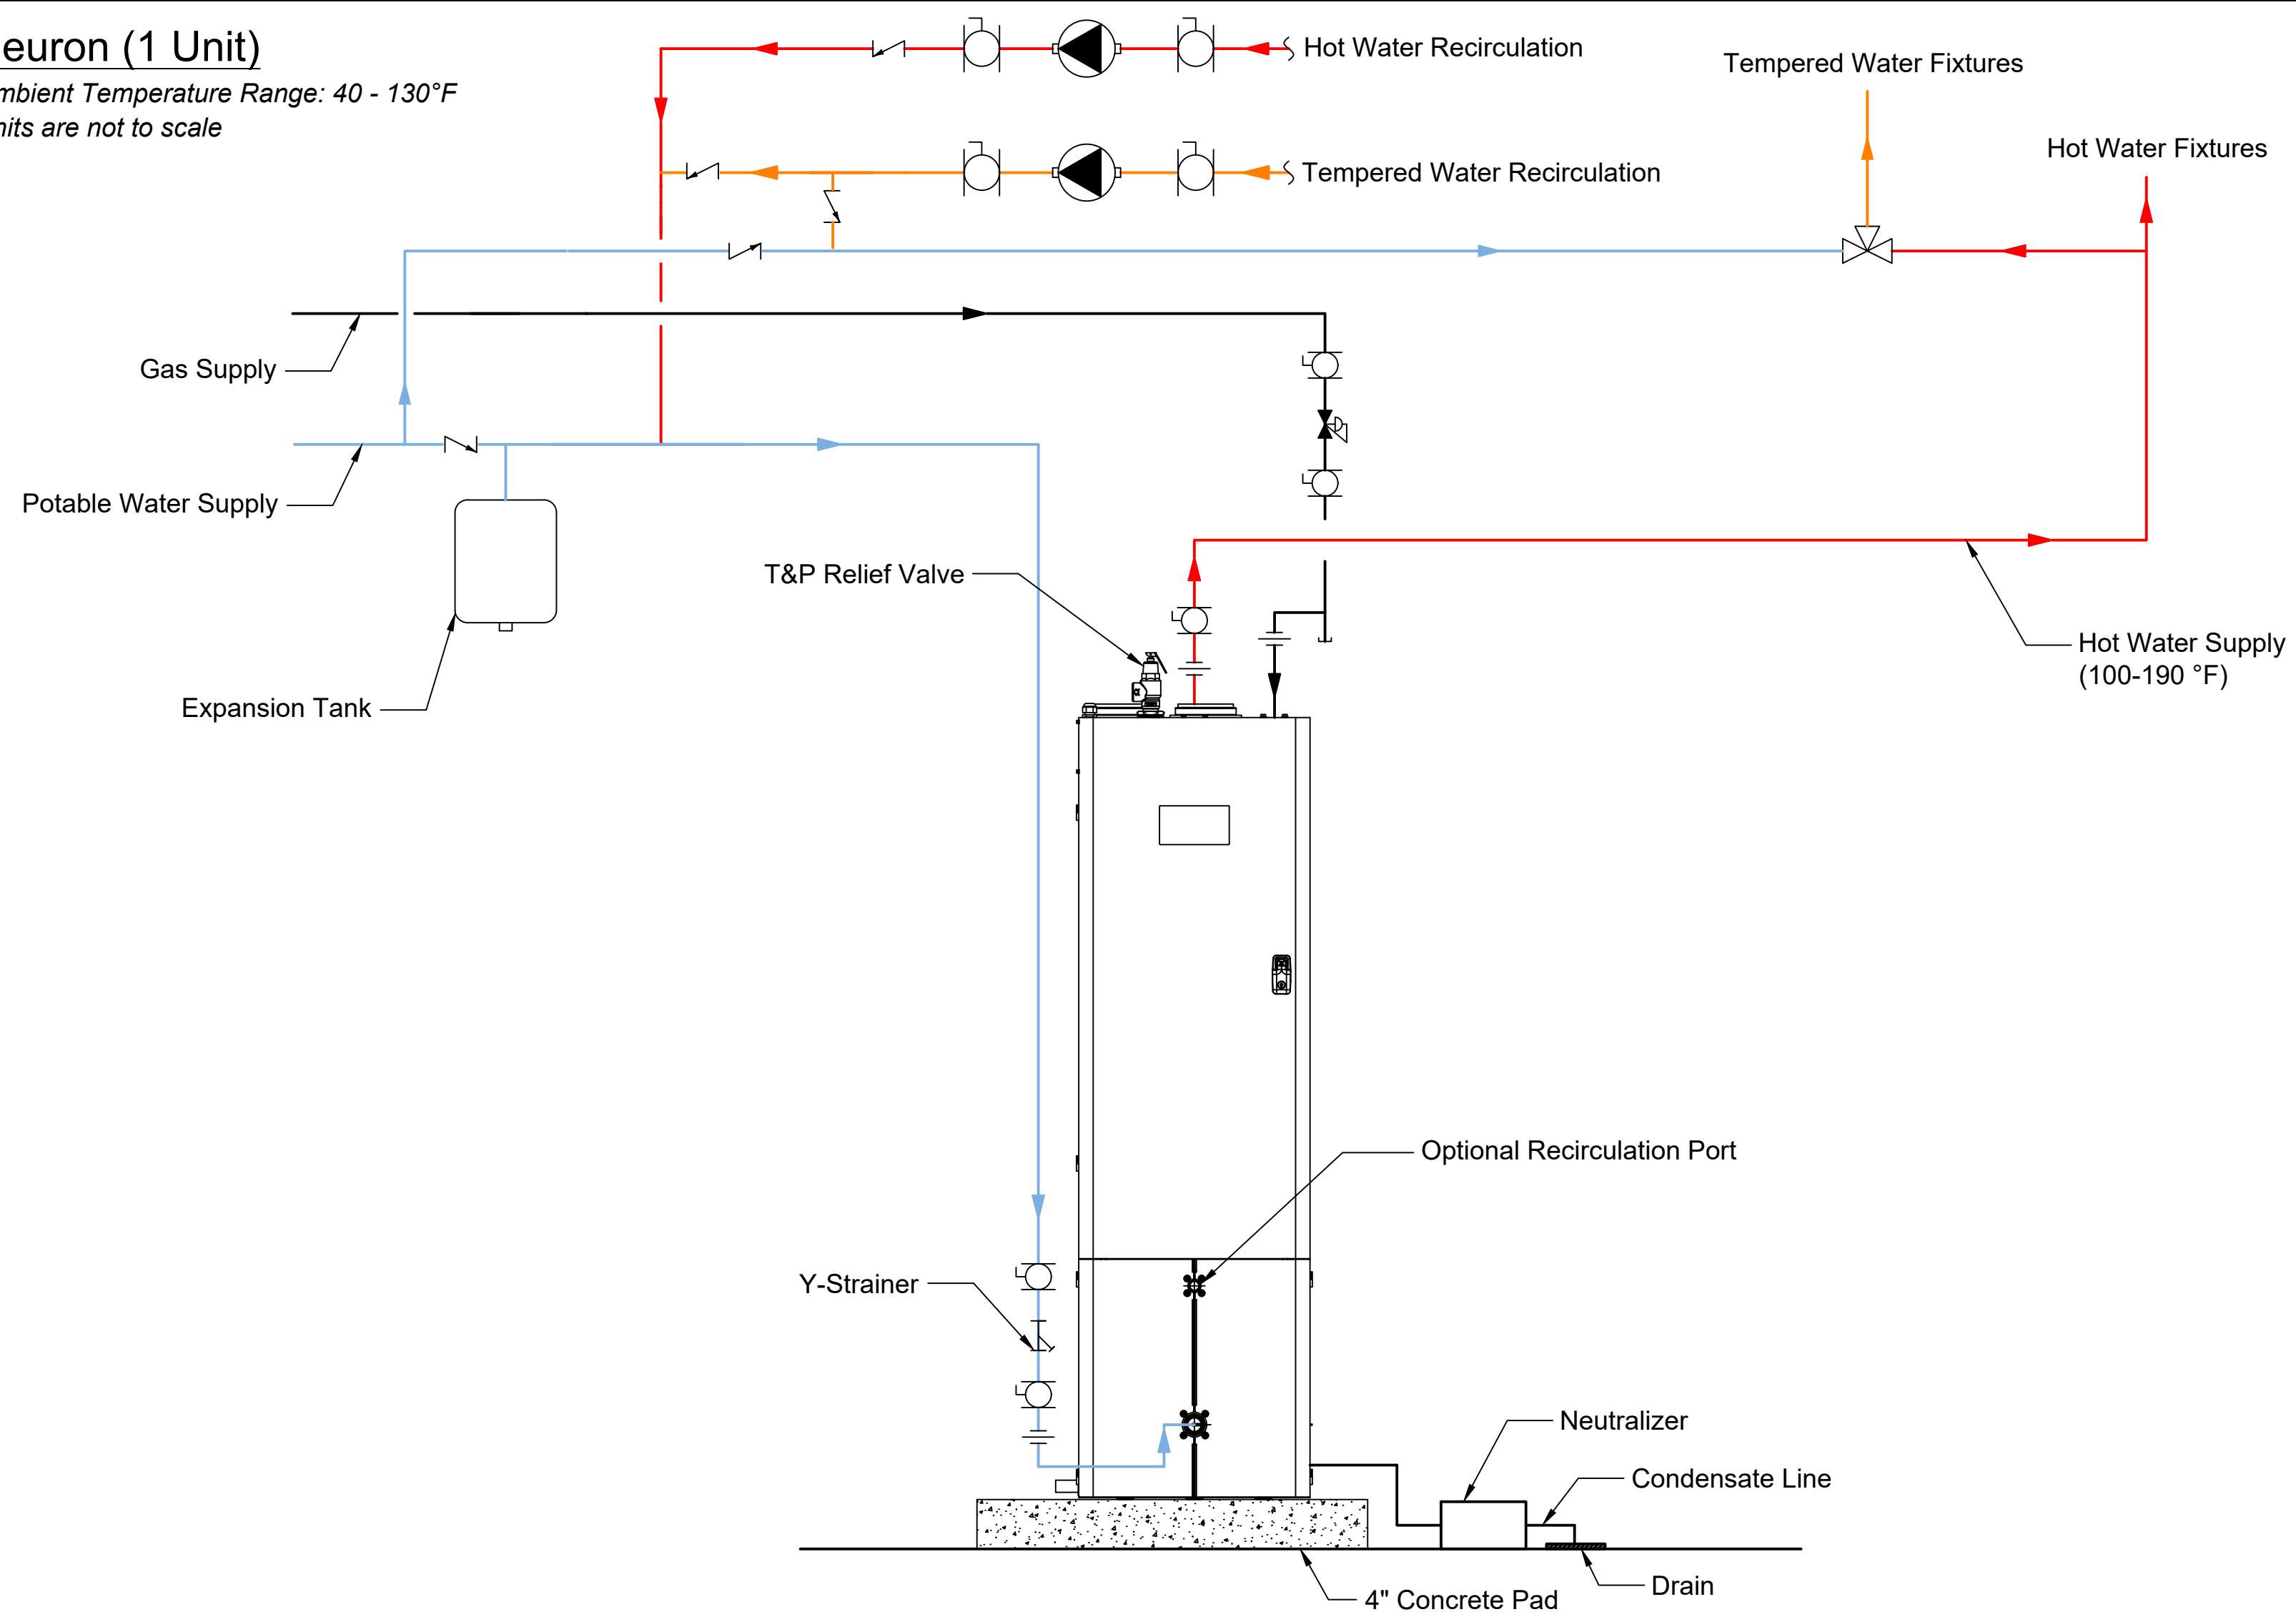 euron (1 Unit)
mbient Temperature Range: 40 - 130°F
nits are not to scale
Hot Water Recirculation
Tempered Water Fixtures
Hot Water Fixtures
Tempered Water Recirculation
Gas Supply
Potable Water Supply
T&P Relief Valve
Hot Water Supply
(100-190 °F)
Expansion Tank
Optional Recirculation Port
Y-Strainer
Neutralizer
Condensate Line
Drain
4" Concrete Pad